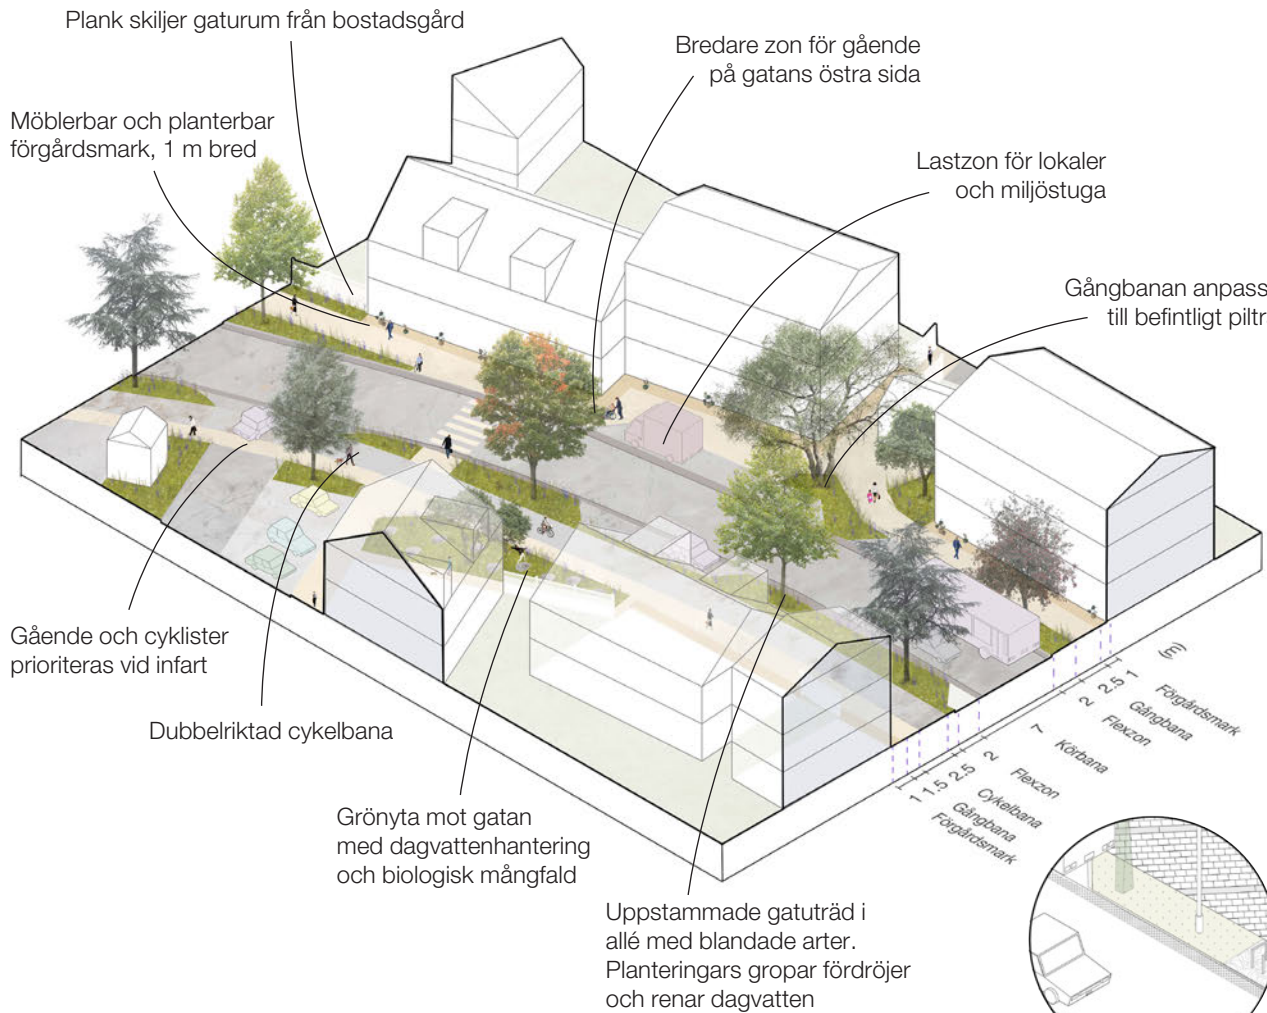 Plank skiljer gaturum från bostadsgård
Bredare zon för gående
på gatans östra sida
Möblerbar och planterbar
förgårdsmark, 1 m bred
Lastzon för lokaler
och miljöstuga
Gångbanan anpass
till befintligt piltr
Gående och cyklister
prioriteras vid infart
Dubbelriktad cykelbana
Grönyta mot gatan
med dagvattenhantering
och biologisk mångfald
Uppstammade gatuträd i
allé med blandade arter.
Planteringars gropar fördröjer
och renar dagvatten
(m)
1 Förgårdsmark
2.5 Gångbana
2 Flexzon
7 Körbana
2 Flexzon
2.5 Cykelbana
1.5 Gångbana
1 Förgårdsmark